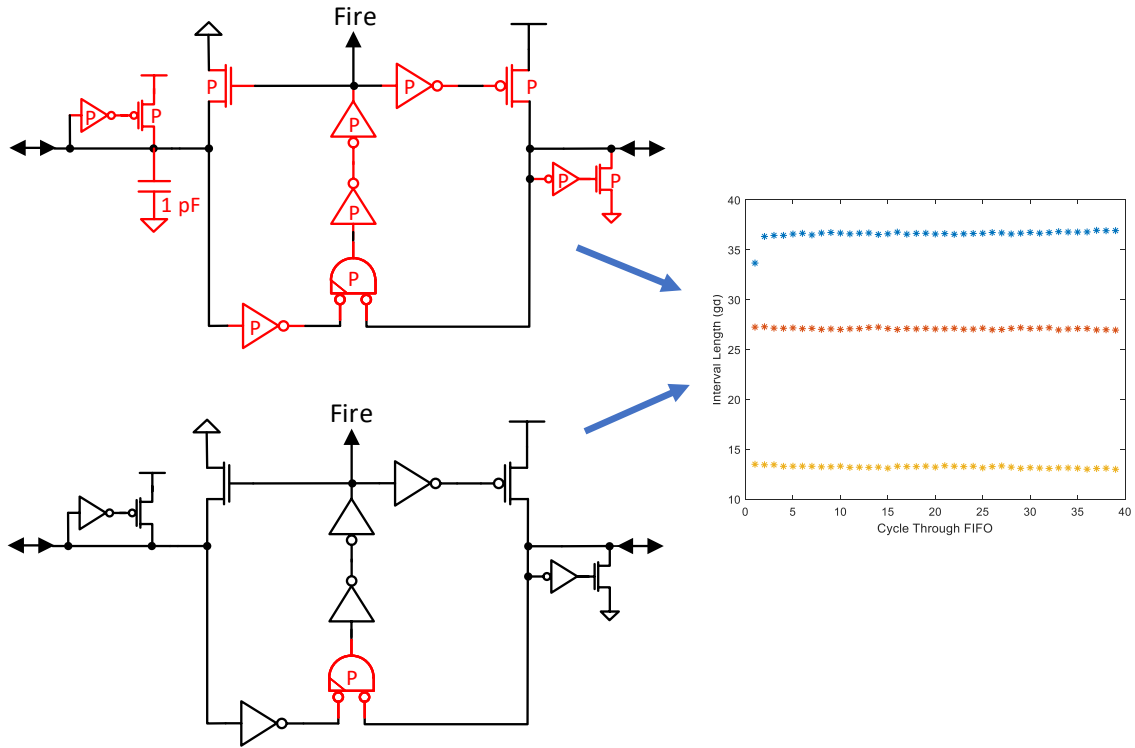 Fire
P
P
P
P
P
P
1 pF
P
P
P
P
P
Fire
P
40
35
30
25
20
15
10
Interval Length (gd)
0
5
10
15
20
25
30
35
40
Cycle Through FIFO